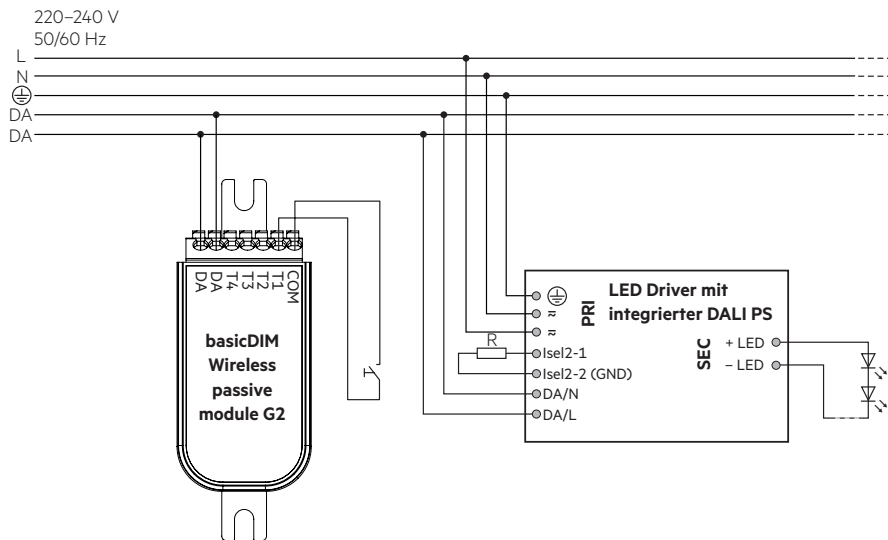 220–240 V
50/60 Hz
L
N
DA
DA
DA
DA
T4
T3
T2
T1
COM
basicDIM
Wireless
passive
module G2
LED Driver mit
integrierter DALI PS
PRI
R
Isel2-1
Isel2-2 (GND)
DA/N
DA/L
SEC
+ LED
– LED